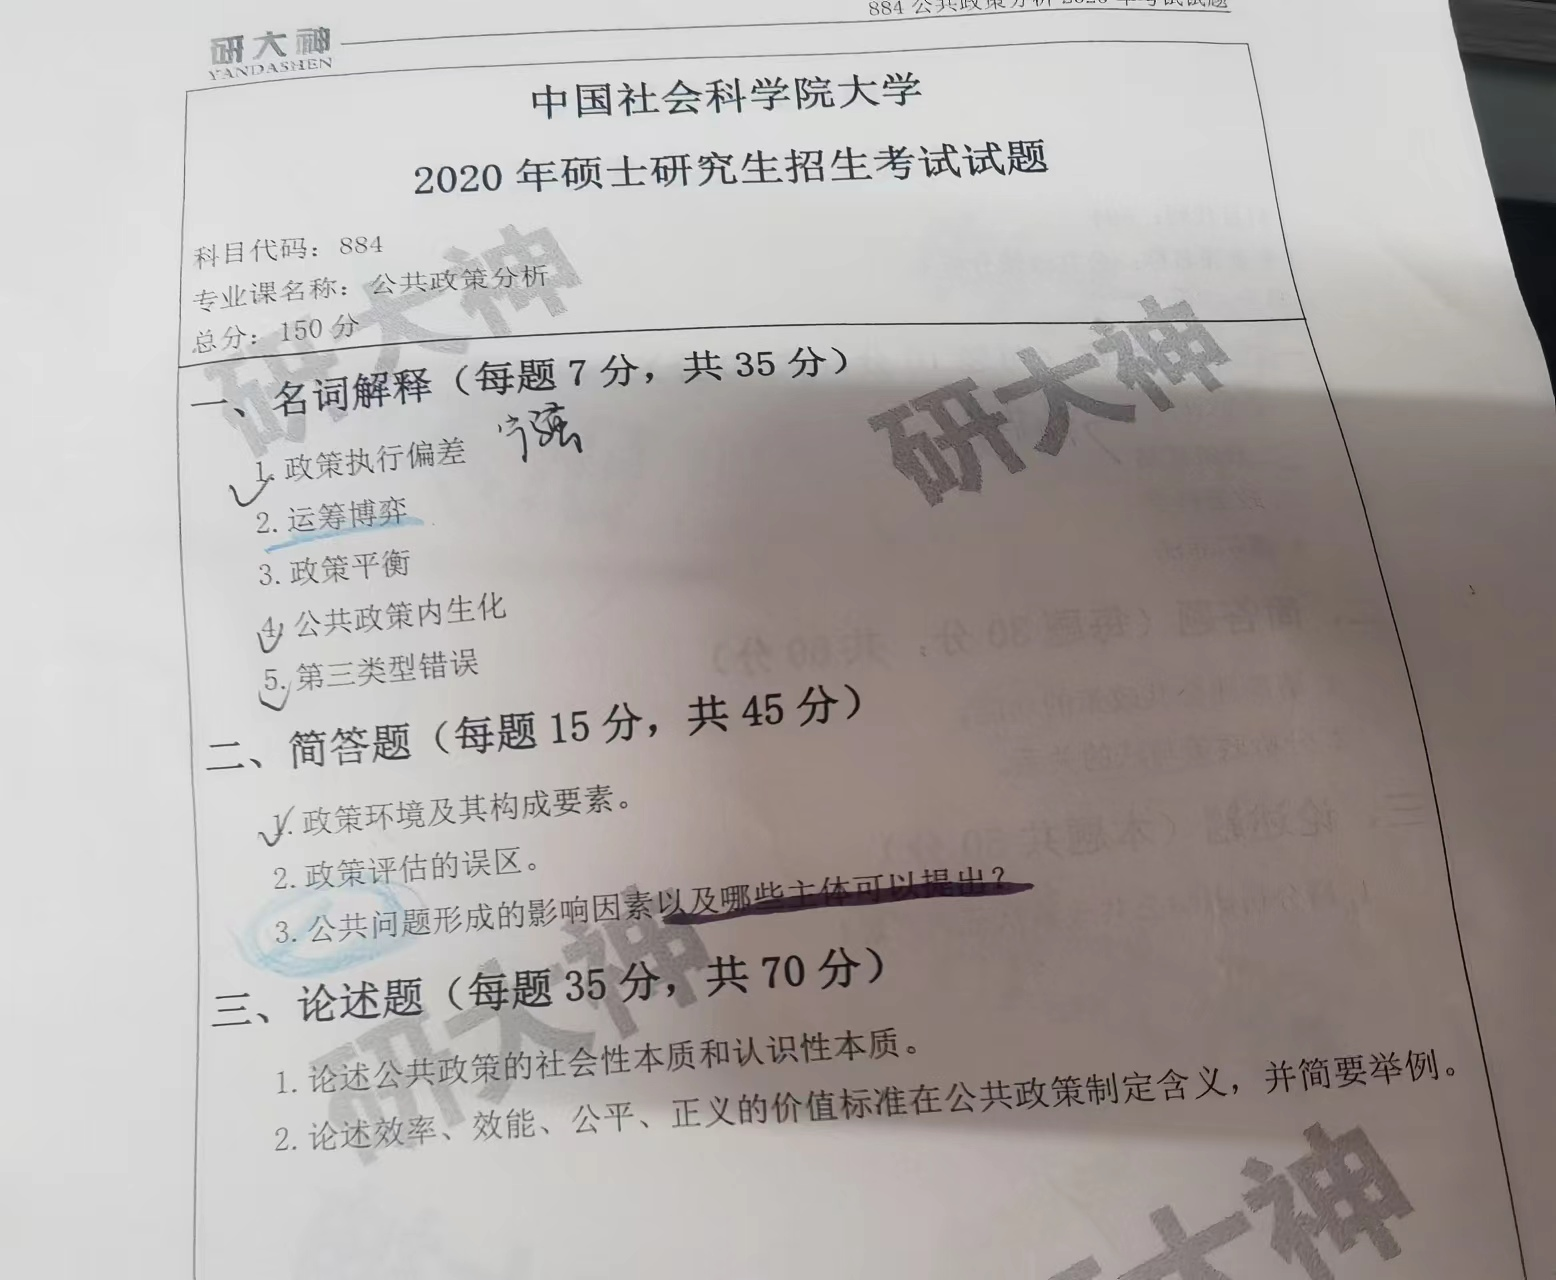 884 公共政策分析 2020 年考试试题
研大师
YANDASHEN
中国社会科学院大学
2020 年硕士研究生招生考试试题
科目代码：884
专业课名称：公共政策分析
总分：150 分
一、名词解释（每题 7 分，共 35 分）
1. 政策执行偏差
2. 运筹博弈
3. 政策平衡
4. 公共政策内生化
5. 第三类型错误
二、简答题（每题 15 分，共 45 分）
1. 政策环境及其构成要素。
2. 政策评估的误区。
3. 公共问题形成的影响因素以及哪些主体可以提出？
三、论述题（每题 35 分，共 70 分）
1. 论述公共政策的社会性本质和认识性本质。
2. 论述效率、效能、公平、正义的价值标准在公共政策制定含义，并简要举例。
研大神
研大神
研大神
研大神